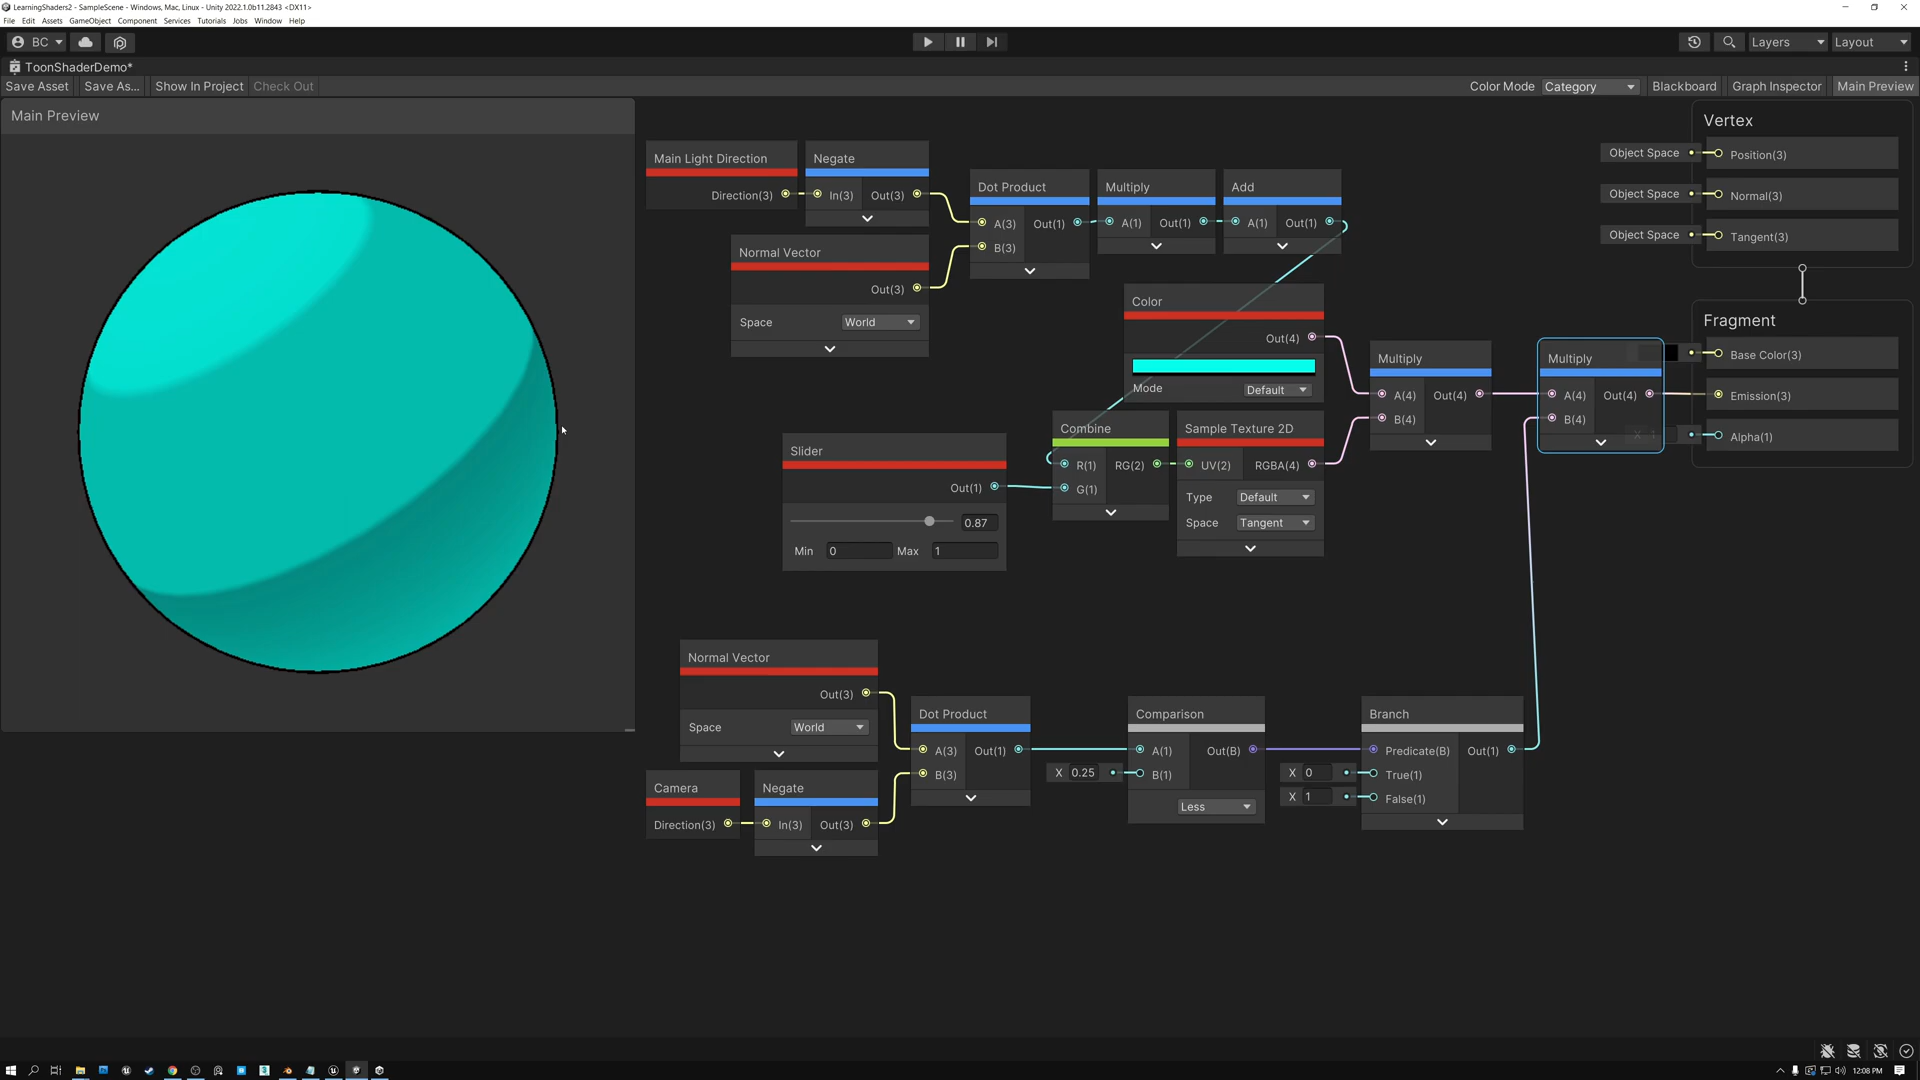 LearningShaders2 - SampleScene - Windows, Mac, Linux - Unity 2022.1.0b11.2843 <DX11>
File Edit Assets GameObject Component Services Tutorials Jobs Window Help
BC Layers Layout
ToonShaderDemo*
Save Asset Save As... Show In Project Check Out Color Mode Category Blackboard Graph Inspector Main Preview
Main Preview
Main Light Direction
Direction(3)
Negate
In(3) Out(3)
Normal Vector
Out(3)
Space World
Dot Product
A(3) Out(1)
B(3)
Multiply
A(1) Out(1)
Add
A(1) Out(1)
Color
Out(4)
Mode Default
Slider
Out(1)
0.87
Min 0 Max 1
Combine
R(1) RG(2)
G(1)
Sample Texture 2D
UV(2) RGBA(4)
Type Default
Space Tangent
Multiply
A(4) Out(4)
B(4)
Multiply
A(4) Out(4)
B(4)
Vertex
Object Space Position(3)
Object Space Normal(3)
Object Space Tangent(3)
Fragment
Base Color(3)
Emission(3)
X 1 Alpha(1)
Normal Vector
Out(3)
Space World
Camera
Direction(3)
Negate
In(3) Out(3)
Dot Product
A(3) Out(1)
B(3)
Comparison
A(1) Out(B)
X 0.25 B(1)
Less
Branch
Predicate(B) Out(1)
X 0 True(1)
X 1 False(1)
12:08 PM